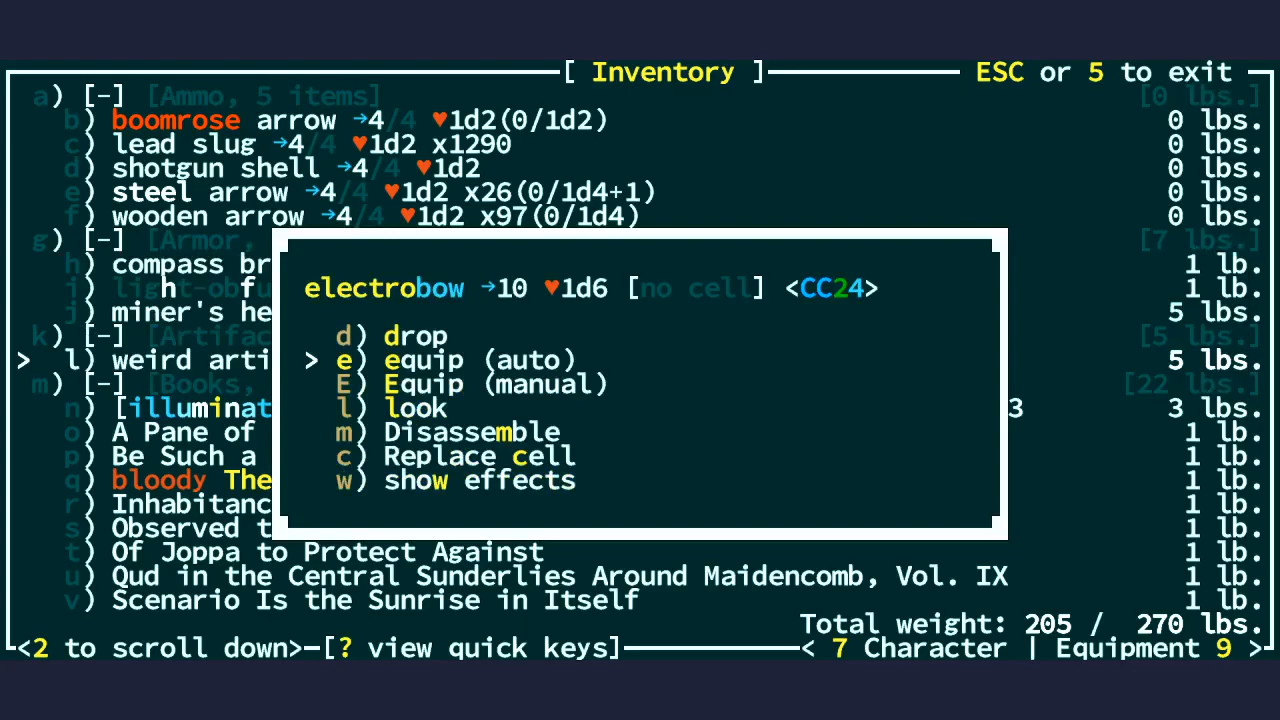 [ Inventory ] ESC or 5 to exit
a) [-] [Ammo, 5 items] [0 lbs.]
b) boomrose arrow →4/4 ♥1d2(0/1d2) 0 lbs.
c) lead slug →4/4 ♥1d2 x1290 0 lbs.
d) shotgun shell →4/4 ♥1d2 0 lbs.
e) steel arrow →4/4 ♥1d2 x26(0/1d4+1) 0 lbs.
f) wooden arrow →4/4 ♥1d2 x97(0/1d4) 0 lbs.
g) [-] [Armor, [7 lbs.]
h) compass br 1 lb.
i) light-obfu 1 lb.
j) miner's he 5 lbs.
k) [-] [Artifac [5 lbs.]
> l) weird arti 5 lbs.
m) [-] [Books, [22 lbs.]
n) [illuminat 3 3 lbs.
o) A Pane of 1 lb.
p) Be Such a 1 lb.
q) bloody The 1 lb.
r) Inhabitanc 1 lb.
s) Observed t 1 lb.
t) Of Joppa to Protect Against 1 lb.
u) Qud in the Central Sunderlies Around Maidencomb, Vol. IX 1 lb.
v) Scenario Is the Sunrise in Itself 1 lb.
Total weight: 205 / 270 lbs.
<2 to scroll down> [? view quick keys] < 7 Character | Equipment 9 >
electrobow →10 ♥1d6 [no cell] <CC24>
d) drop
> e) equip (auto)
E) Equip (manual)
l) look
m) Disassemble
c) Replace cell
w) show effects